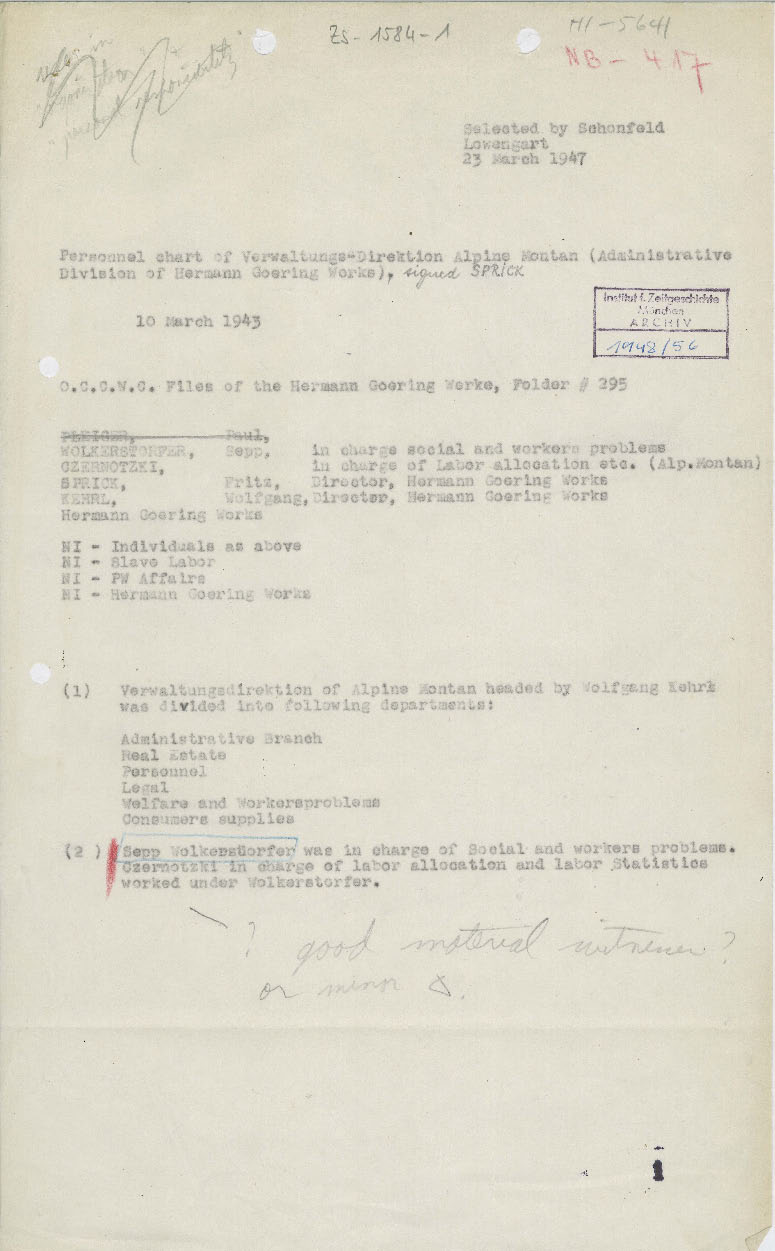 ZS-1584-1
NI-5641
NB-417
use in
"
personal responsibility"
Selected by Schonfeld
Lowengart
23 March 1947
Personnel chart of Verwaltungs-Direktion Alpine Montan (Administrative
Division of Hermann Goering Works), signed SPRICK
10 March 1943
Institut f. Zeitgeschichte
München
ARCHIV
1948/56
O.C.C.W.C. Files of the Hermann Goering Werke, Folder # 295
PLEIGER, Paul,
WOLKERSTORFER, Sepp, in charge social and workers problems
CZERNOTZKI, in charge of Labor allocation etc. (Alp.Montan)
SPRICK, Fritz, Director, Hermann Goering Works
KEHRL, Wolfgang, Director, Hermann Goering Works
Hermann Goering Works
NI - Individuals as above
NI - Slave Labor
NI - PW Affairs
NI - Hermann Goering Works
(1) Verwaltungsdirektion of Alpine Montan headed by Wolfgang Kehrl
was divided into following departments:
Administrative Branch
Real Estate
Personnel
Legal
Welfare and Workersproblems
Consumers supplies
(2 ) Sepp Wolkerstorfer was in charge of Social and workers problems.
Czernotzki in charge of labor allocation and labor Statistics
worked under Wolkerstorfer.
? good material witness?
or minor
1